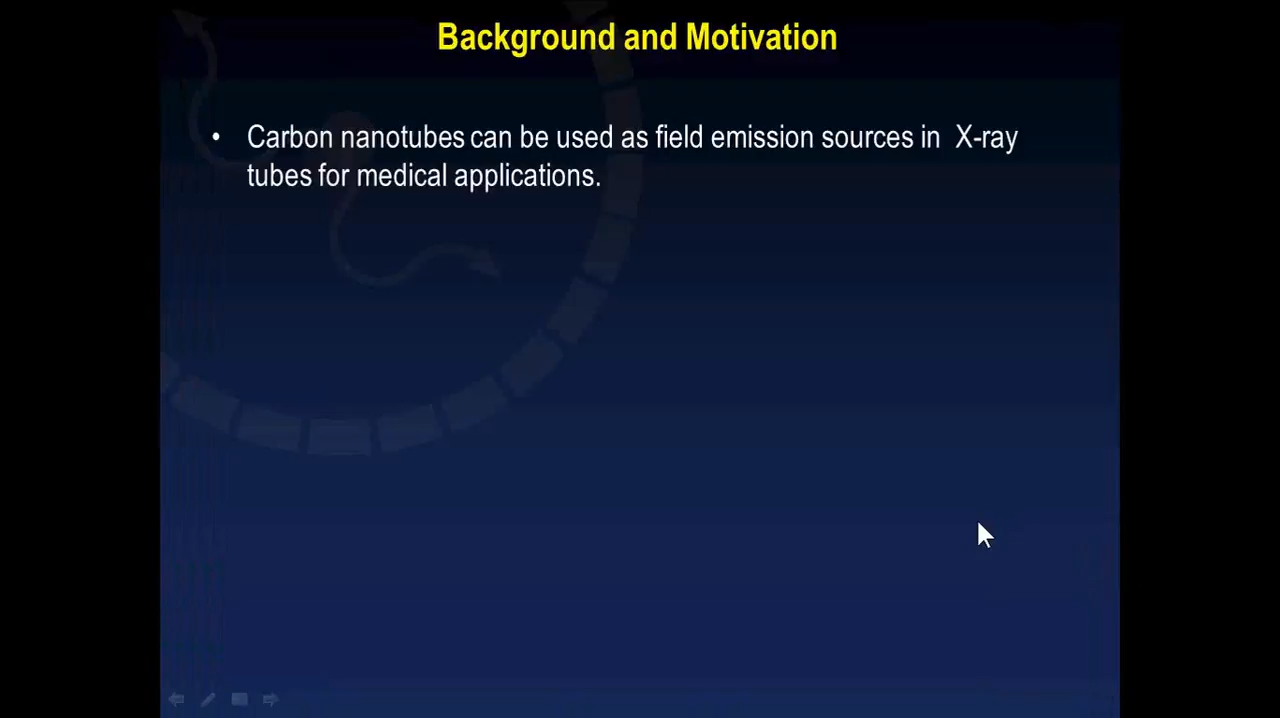 Background and Motivation
• Carbon nanotubes can be used as field emission sources in  X-ray
tubes for medical applications.